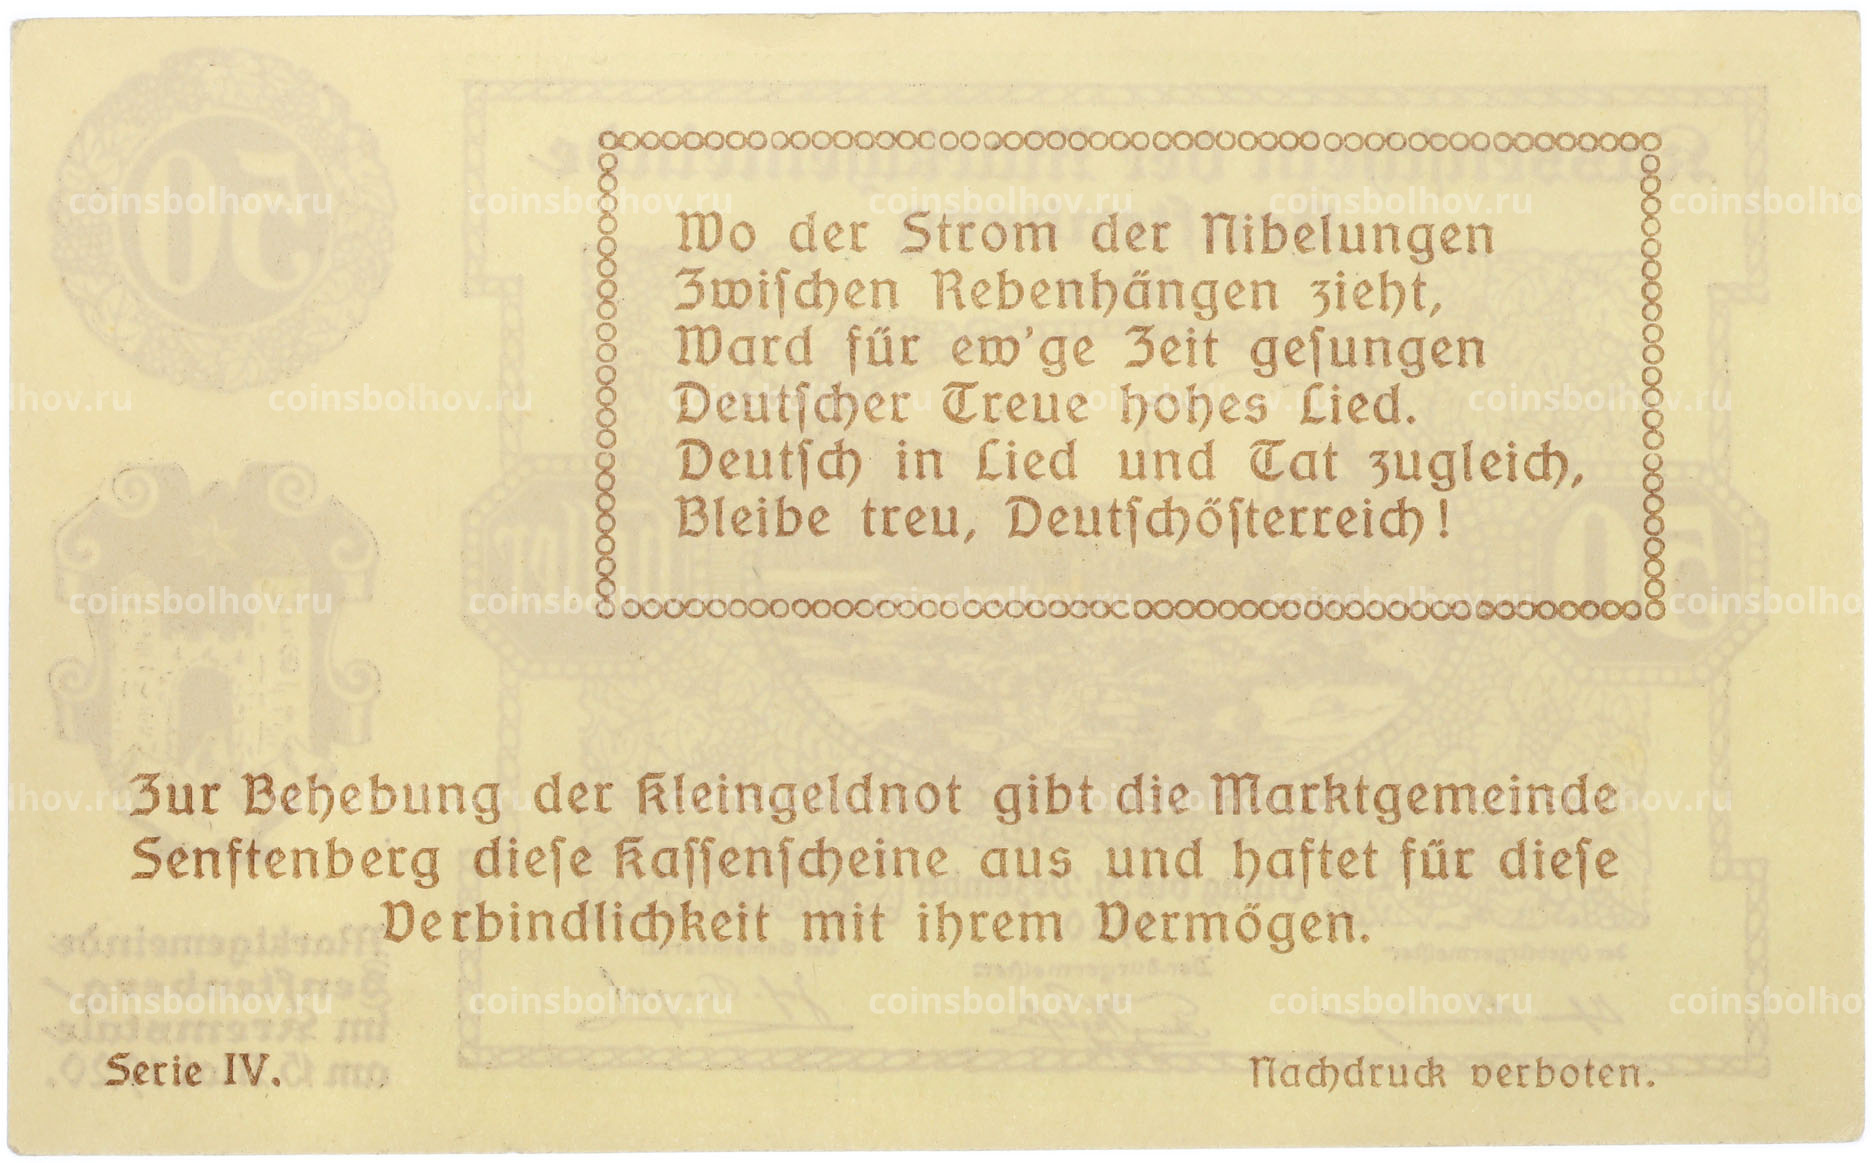 Wo der Strom der Nibelungen
Zwiſchen Rebenhängen zieht,
Ward für ew'ge Zeit geſungen
Deutſcher Treue hohes Lied.
Deutſch in Lied und Tat zugleich,
Bleibe treu, Deutſchöſterreich!
Zur Behebung der Kleingeldnot gibt die Marktgemeinde
Senftenberg dieſe Kaſſenſcheine aus und haftet für dieſe
Verbindlichkeit mit ihrem Vermögen.
Serie IV.
Nachdruck verboten.
coinsbolhov.ru